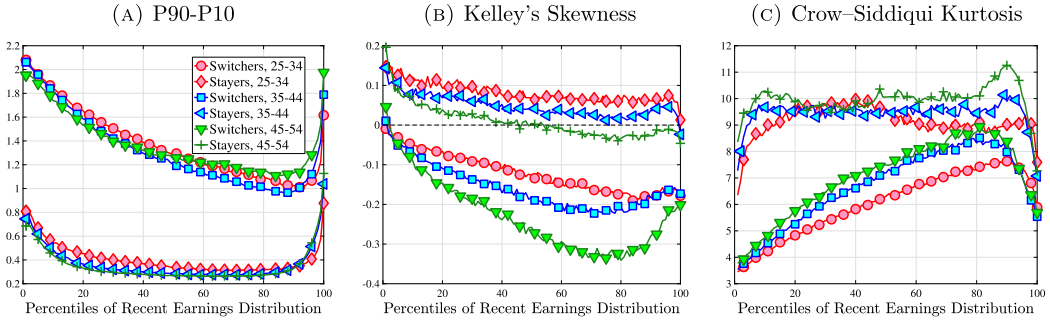 (A) P90-P10
2.2
2
1.8
1.6
1.4
1.2
1
0.8
0.6
0.4
0.2
0 20 40 60 80 100
Percentiles of Recent Earnings Distribution
Switchers, 25-34
Stayers, 25-34
Switchers, 35-44
Stayers, 35-44
Switchers, 45-54
Stayers, 45-54
(B) Kelley's Skewness
0.2
0.1
0
-0.1
-0.2
-0.3
-0.4
0 20 40 60 80 100
Percentiles of Recent Earnings Distribution
(C) Crow–Siddiqui Kurtosis
12
11
10
9
8
7
6
5
4
3
0 20 40 60 80 100
Percentiles of Recent Earnings Distribution